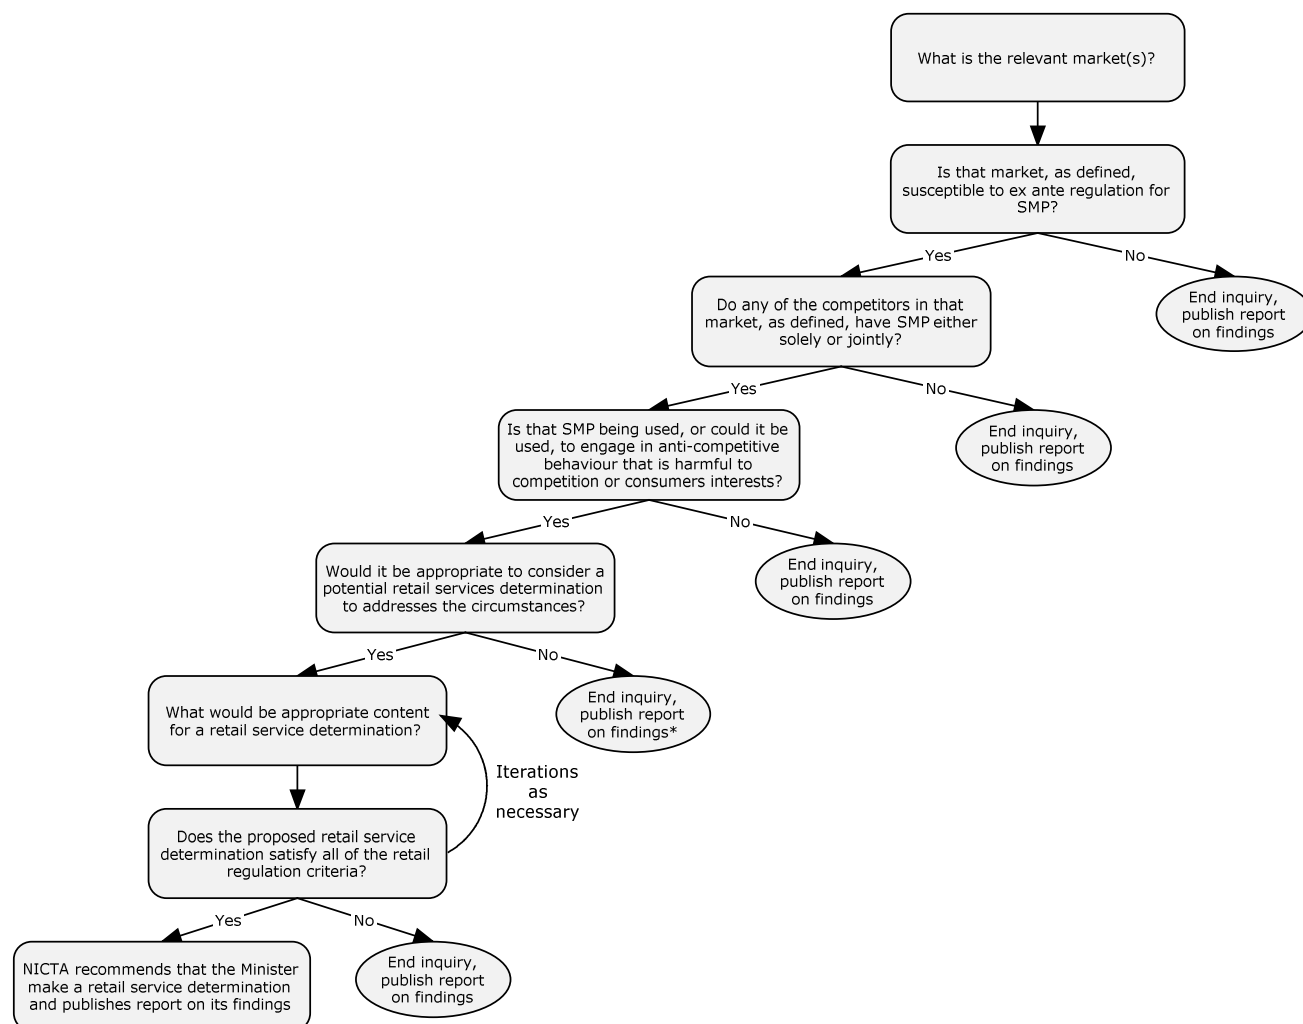 What is the relevant market(s)?
Is that market, as defined,
susceptible to ex ante regulation for
SMP?
Yes
No
Do any of the competitors in that
market, as defined, have SMP either
solely or jointly?
End inquiry,
publish report
on findings
Yes
No
Is that SMP being used, or could it be
used, to engage in anti-competitive
behaviour that is harmful to
competition or consumers interests?
End inquiry,
publish report
on findings
Yes
No
Would it be appropriate to consider a
potential retail services determination
to addresses the circumstances?
End inquiry,
publish report
on findings
Yes
No
What would be appropriate content
for a retail service determination?
End inquiry,
publish report
on findings*
Iterations
as
necessary
Does the proposed retail service
determination satisfy all of the retail
regulation criteria?
Yes
No
NICTA recommends that the Minister
make a retail service determination
and publishes report on its findings
End inquiry,
publish report
on findings